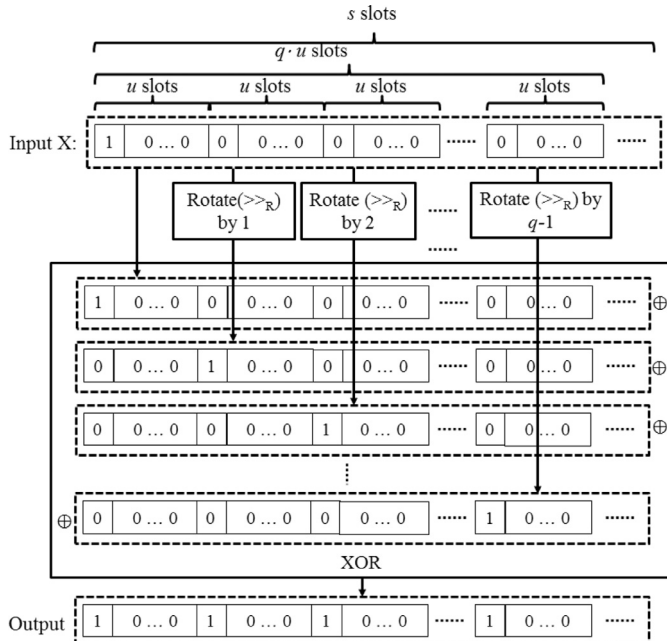 s slots
q · u slots
u slots u slots u slots u slots
Input X: 1 0 ... 0 0 0 ... 0 0 0 ... 0 ...... 0 0 ... 0 ......
Rotate(>>R) by 1
Rotate (>>R) by 2
......
Rotate (>>R) by q-1
......
1 0 ... 0 0 0 ... 0 0 0 ... 0 ...... 0 0 ... 0 ...... ⊕
0 0 ... 0 1 0 ... 0 0 0 ... 0 ...... 0 0 ... 0 ...... ⊕
0 0 ... 0 0 0 ... 0 1 0 ... 0 ...... 0 0 ... 0 ...... ⊕
⊕ 0 0 ... 0 0 0 ... 0 0 0 ... 0 ...... 1 0 ... 0 ......
XOR
Output 1 0 ... 0 1 0 ... 0 1 0 ... 0 ...... 1 0 ... 0 ......